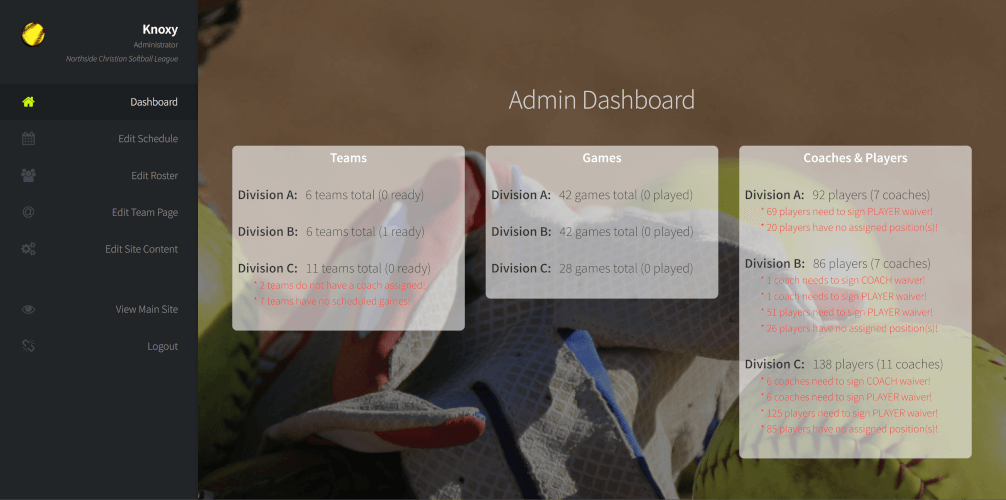 Knoxy
Administrator
Northside Christian Softball League
Dashboard
Edit Schedule
Edit Roster
Edit Team Page
Edit Site Content
View Main Site
Logout
Admin Dashboard
Teams
Division A: 6 teams total (0 ready)
Division B: 6 teams total (1 ready)
Division C: 11 teams total (0 ready)
* 2 teams do not have a coach assigned!
* 7 teams have no scheduled games!
Games
Division A: 42 games total (0 played)
Division B: 42 games total (0 played)
Division C: 28 games total (0 played)
Coaches & Players
Division A: 92 players (7 coaches)
* 69 players need to sign PLAYER waiver!
* 20 players have no assigned position(s)!
Division B: 86 players (7 coaches)
* 1 coach needs to sign COACH waiver!
* 1 coach needs to sign PLAYER waiver!
* 51 players need to sign PLAYER waiver!
* 26 players have no assigned position(s)!
Division C: 138 players (11 coaches)
* 6 coaches need to sign COACH waiver!
* 6 coaches need to sign PLAYER waiver!
* 125 players need to sign PLAYER waiver!
* 85 players have no assigned position(s)!